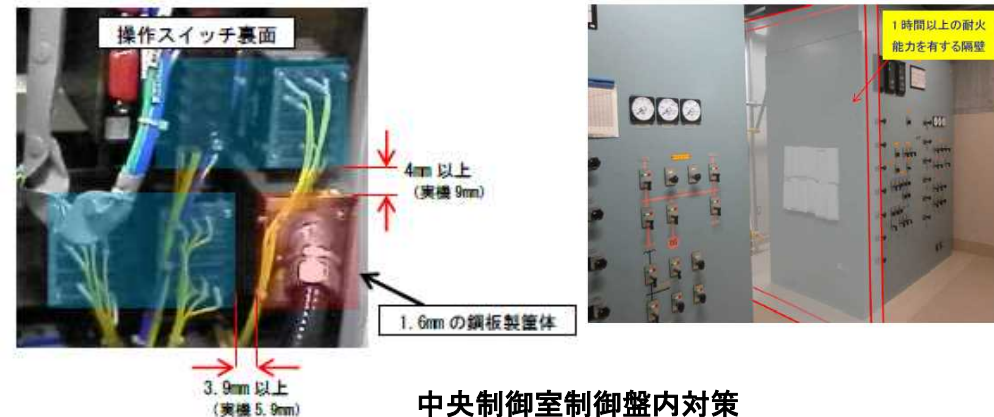 操作スイッチ裏面
4mm 以上
(実機 9mm)
1.6mm の鋼板製筐体
3.9mm 以上
(実機 5.9mm)
1時間以上の耐火
能力を有する隔壁
中央制御室制御盤内対策